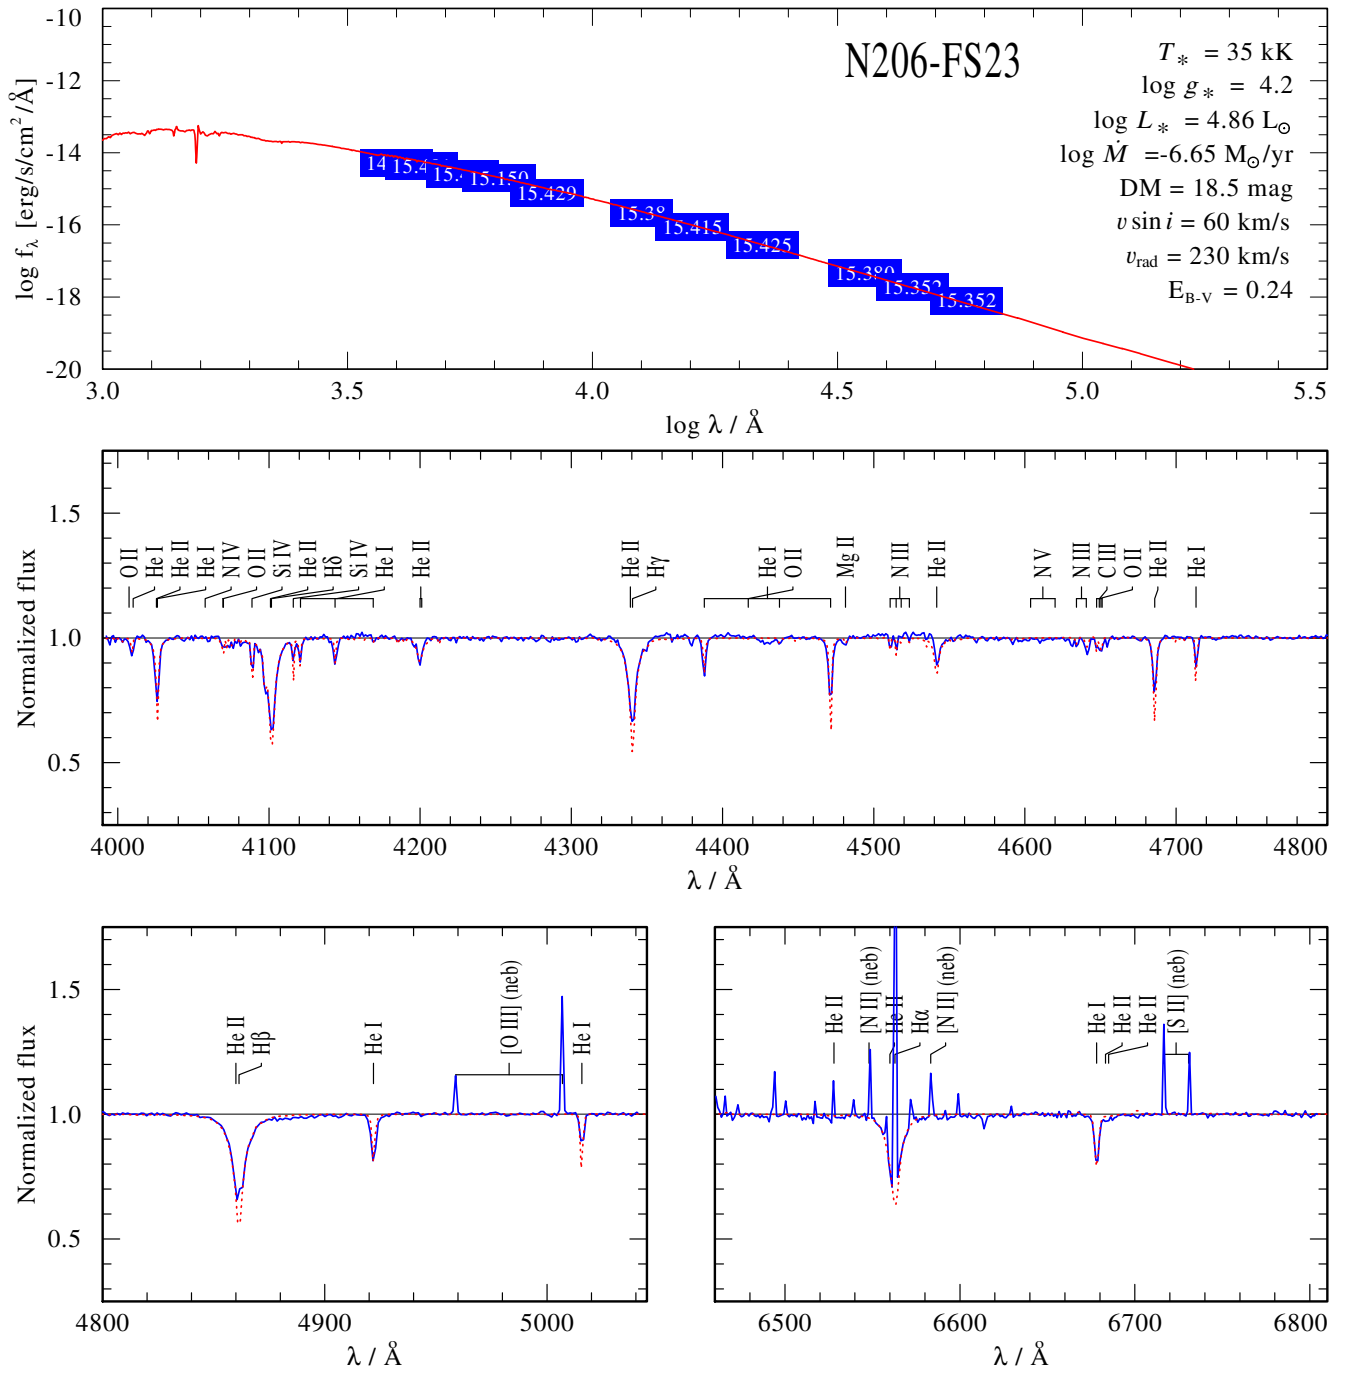 N206-FS23
T* = 35 kK
log g* = 4.2
log L* = 4.86 L⊙
log Ṁ =-6.65 M⊙/yr
DM = 18.5 mag
v sin i = 60 km/s
vrad = 230 km/s
EB-V = 0.24
log fλ [erg/s/cm²/Å]
-10
-12
-14
-16
-18
-20
15.150
15.429
15.38
15.415
15.425
15.380
15.352
15.352
3.0 3.5 4.0 4.5 5.0 5.5
log λ / Å
Normalized flux
1.5
1.0
0.5
O II He I He II He I N IV O II Si IV He II Hδ Si IV He I He II He II Hγ He I O II Mg II N III He II N V N III C III O II He II He I
4000 4100 4200 4300 4400 4500 4600 4700 4800
λ / Å
Normalized flux
1.5
1.0
0.5
He II Hβ He I [O III] (neb) He I
4800 4900 5000
λ / Å
He II [N II] (neb) He II Hα [N II] (neb) He I He II He II [S II] (neb)
6500 6600 6700 6800
λ / Å